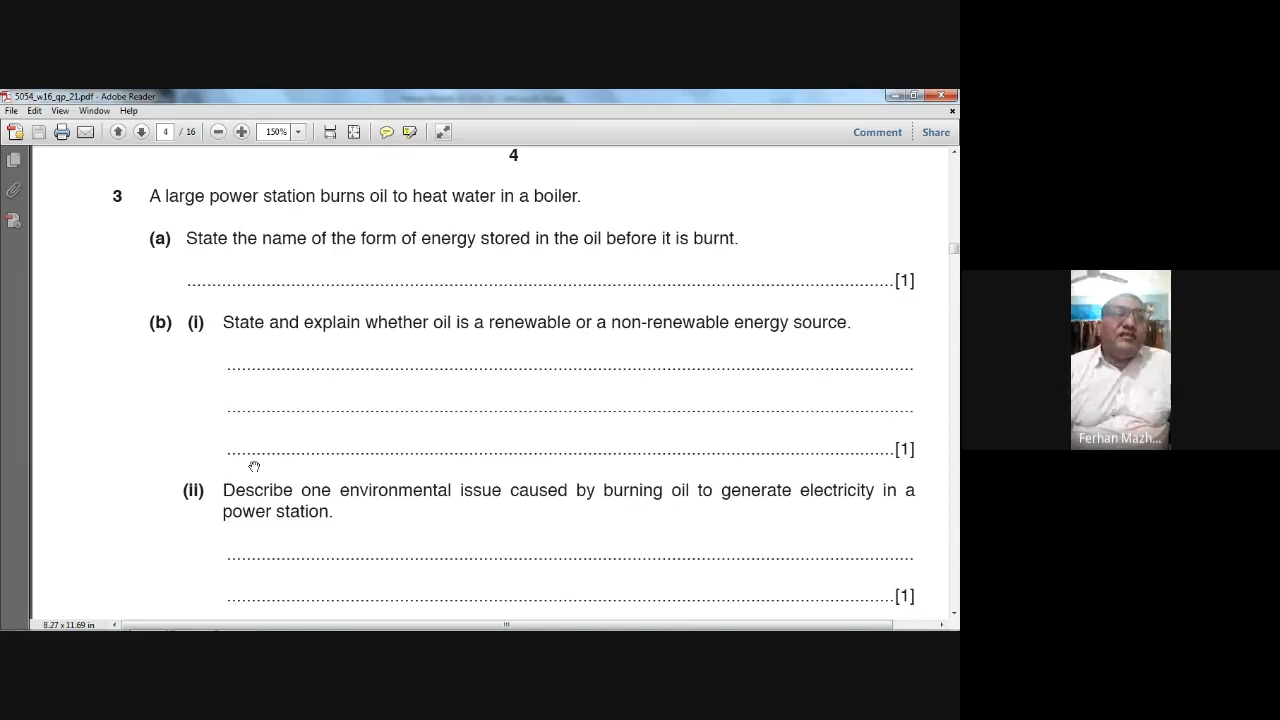 5054_w16_qp_21.pdf - Adobe Reader
File Edit View Window Help
4 / 16 150% Comment Share
4
3 A large power station burns oil to heat water in a boiler.
(a) State the name of the form of energy stored in the oil before it is burnt.
[1]
(b) (i) State and explain whether oil is a renewable or a non-renewable energy source.
[1]
(ii) Describe one environmental issue caused by burning oil to generate electricity in a
power station.
[1]
8.27 x 11.69 in
Ferhan Mazh...